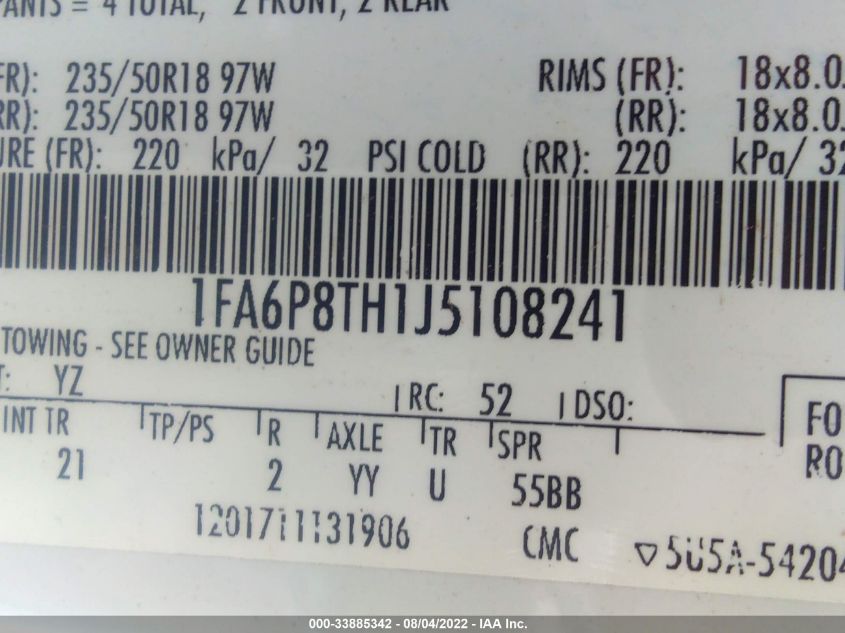 PANTS = 4 TOTAL, 2 FRONT, 2 REAR
FR): 235/50R18 97W RIMS (FR): 18x8.0
RR): 235/50R18 97W (RR): 18x8.0
URE (FR): 220 kPa/ 32 PSI COLD (RR): 220 kPa/ 32
1FA6P8TH1J5108241
TOWING - SEE OWNER GUIDE
T: YZ RC: 52 DSO:
INT TR TP/PS R AXLE TR SPR FO
21 2 YY U 55BB RO
1201711131906 CMC ▽5U5A-54204
000-33885342 - 08/04/2022 - IAA Inc.